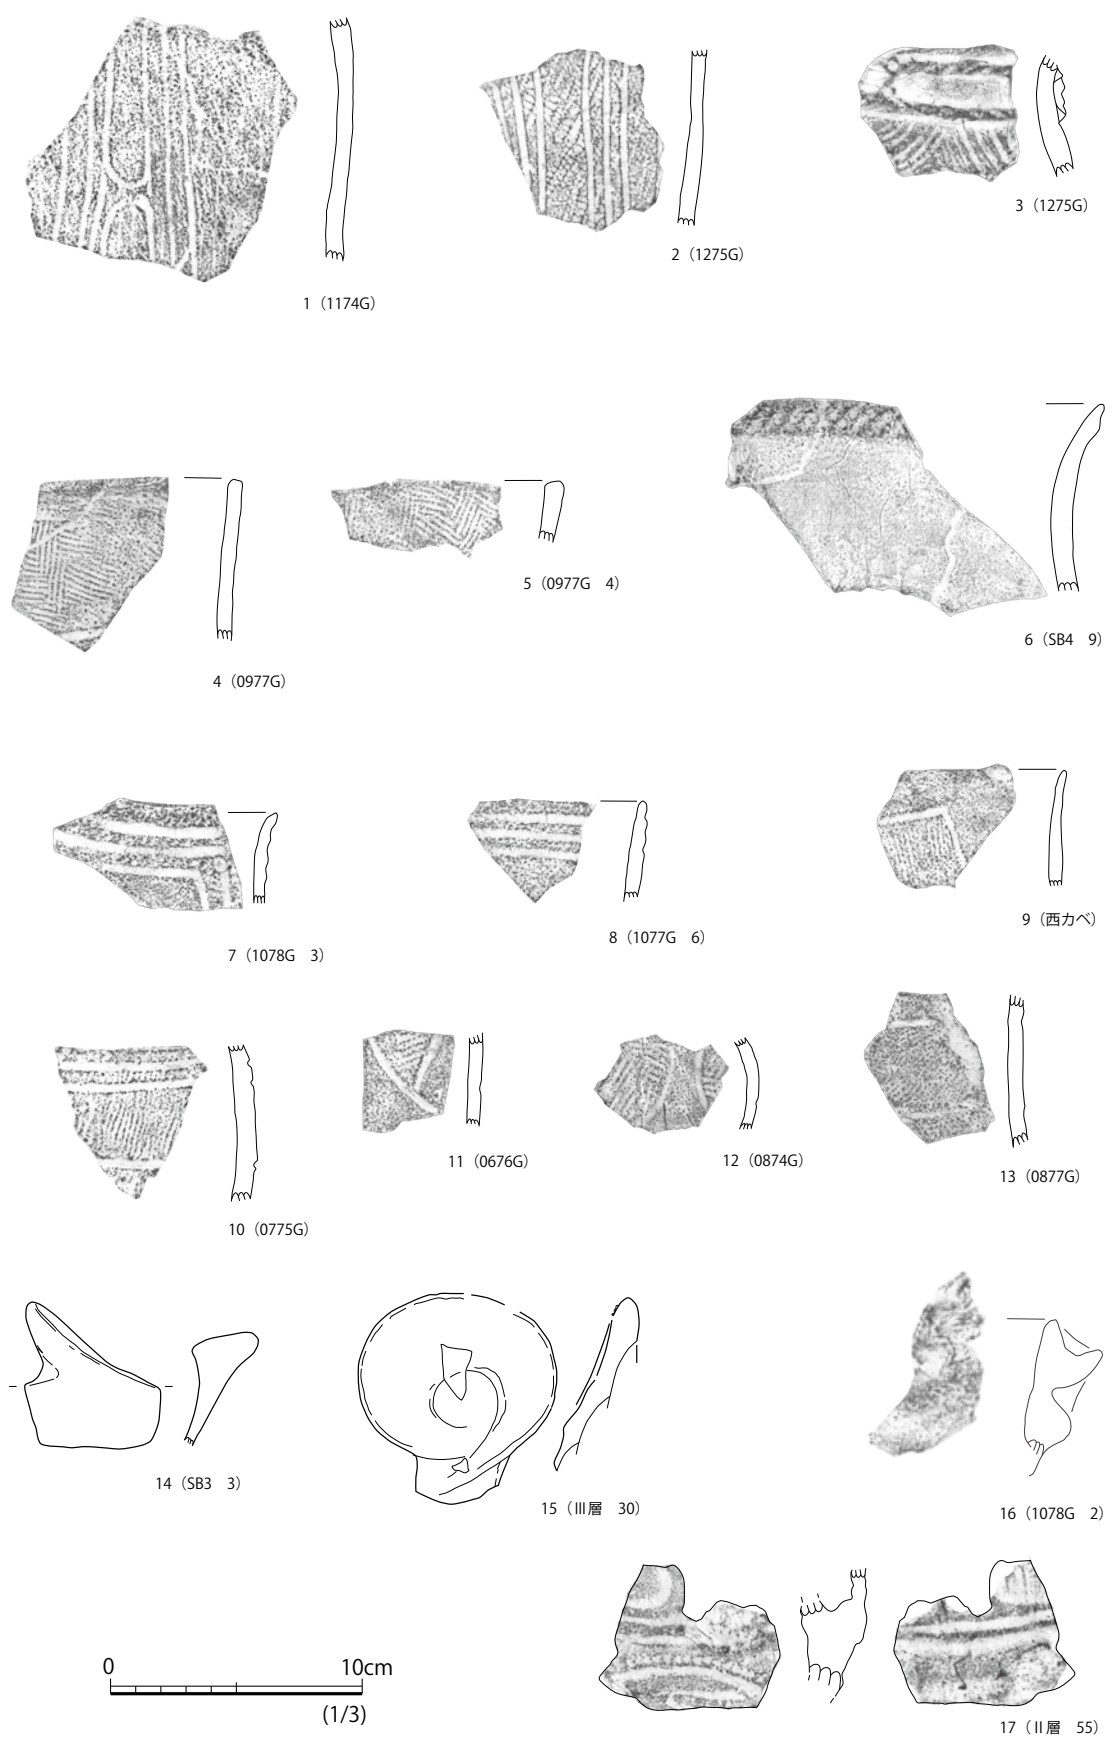 1（1174G）
2（1275G）
3（1275G）
4（0977G）
5（0977G　4）
6（SB4　9）
7（1078G　3）
8（1077G　6）
9（西カベ）
10（0775G）
11（0676G）
12（0874G）
13（0877G）
14（SB3　3）
15（Ⅲ層　30）
16（1078G　2）
0　10cm
(1/3)
17（Ⅱ層　55）